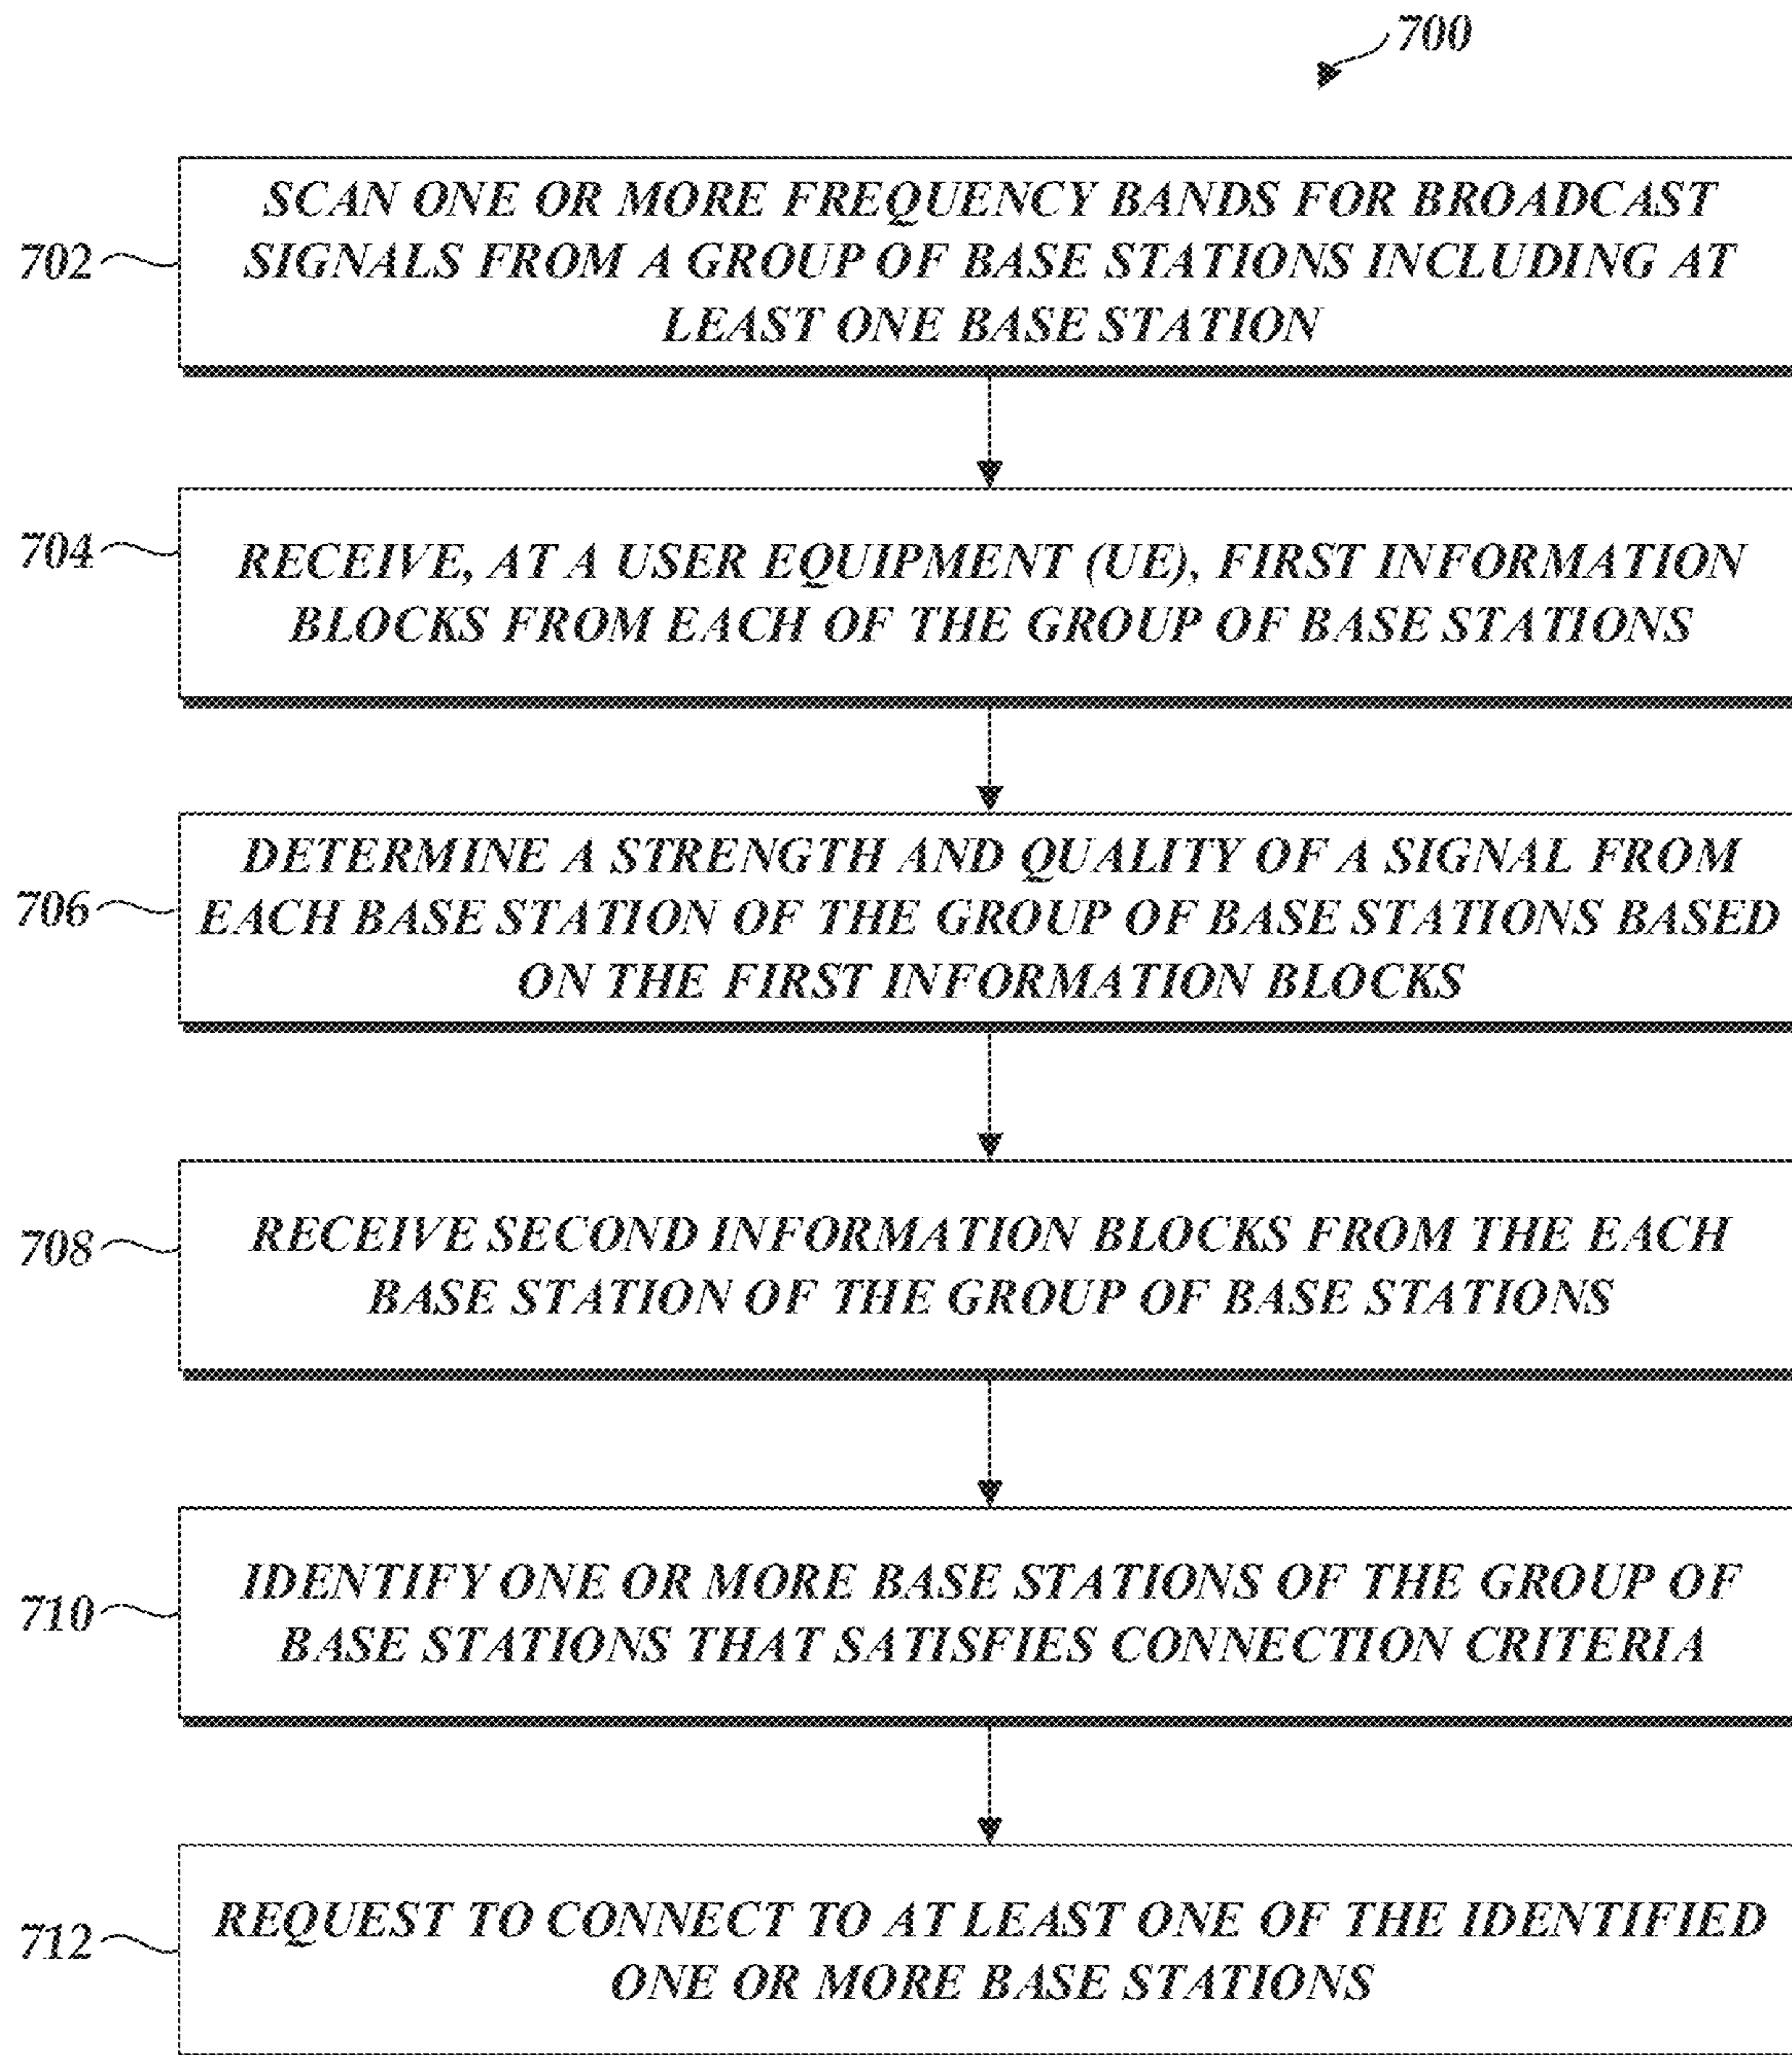 700
702
SCAN ONE OR MORE FREQUENCY BANDS FOR BROADCAST
SIGNALS FROM A GROUP OF BASE STATIONS INCLUDING AT
LEAST ONE BASE STATION
704
RECEIVE, AT A USER EQUIPMENT (UE), FIRST INFORMATION
BLOCKS FROM EACH OF THE GROUP OF BASE STATIONS
706
DETERMINE A STRENGTH AND QUALITY OF A SIGNAL FROM
EACH BASE STATION OF THE GROUP OF BASE STATIONS BASED
ON THE FIRST INFORMATION BLOCKS
708
RECEIVE SECOND INFORMATION BLOCKS FROM THE EACH
BASE STATION OF THE GROUP OF BASE STATIONS
710
IDENTIFY ONE OR MORE BASE STATIONS OF THE GROUP OF
BASE STATIONS THAT SATISFIES CONNECTION CRITERIA
712
REQUEST TO CONNECT TO AT LEAST ONE OF THE IDENTIFIED
ONE OR MORE BASE STATIONS